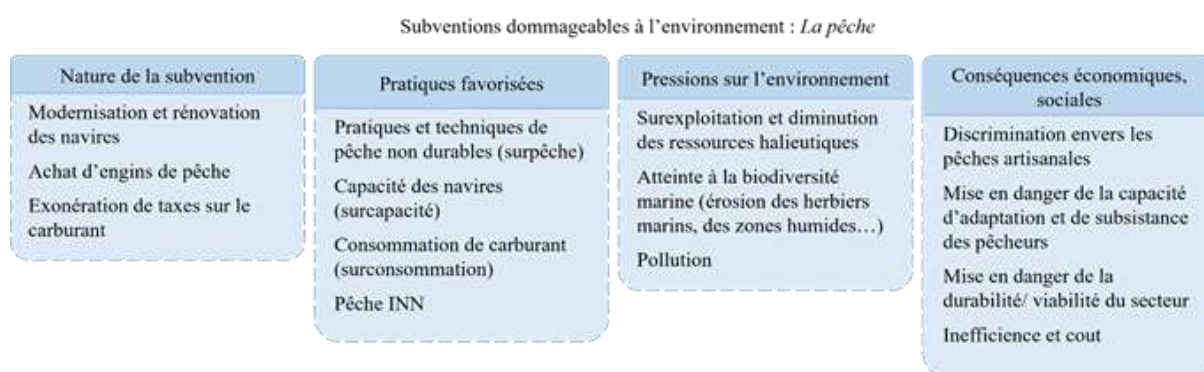 Subventions dommageables à l'environnement : La pêche
Nature de la subvention
Modernisation et rénovation
des navires
Achat d'engins de pêche
Exonération de taxes sur le
carburant
Pratiques favorisées
Pratiques et techniques de
pêche non durables (surpêche)
Capacité des navires
(surcapacité)
Consommation de carburant
(surconsommation)
Pêche INN
Pressions sur l'environnement
Surexploitation et diminution
des ressources halieutiques
Atteinte à la biodiversité
marine (érosion des herbiers
marins, des zones humides…)
Pollution
Conséquences économiques,
sociales
Discrimination envers les
pêches artisanales
Mise en danger de la capacité
d'adaptation et de subsistance
des pêcheurs
Mise en danger de la
durabilité/ viabilité du secteur
Inefficience et cout